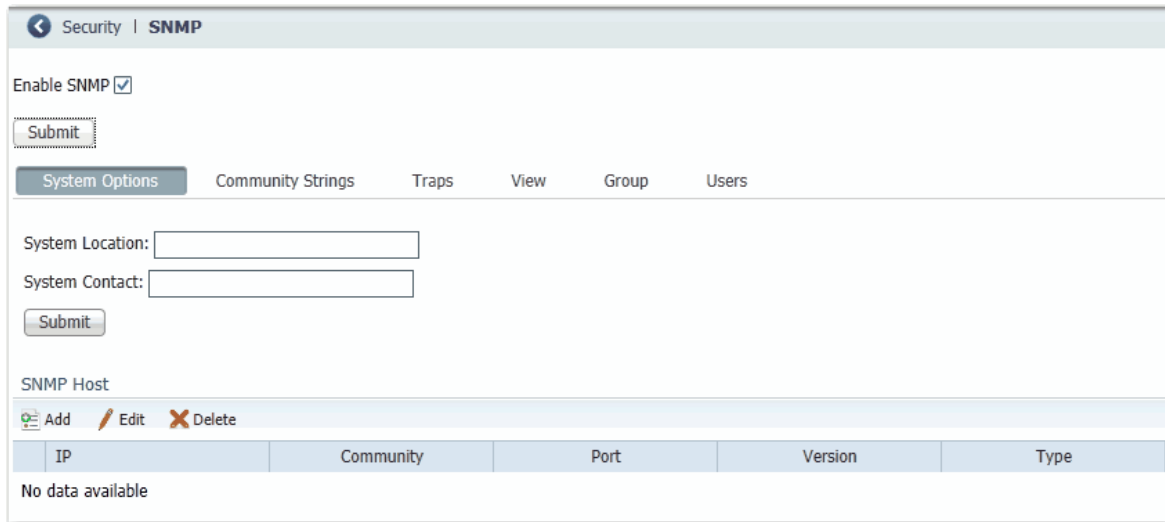 Security | SNMP
Enable SNMP
Submit
System Options Community Strings Traps View Group Users
System Location:
System Contact:
Submit
SNMP Host
Add Edit Delete
IP Community Port Version Type
No data available